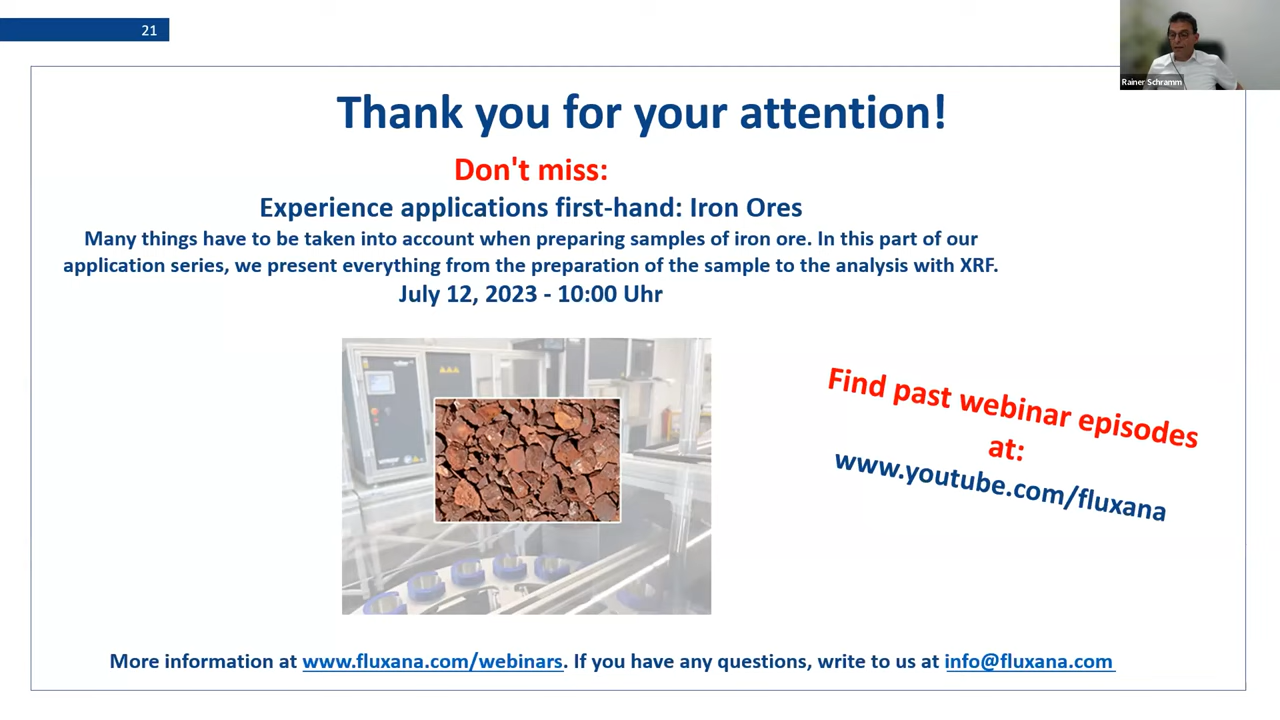 21
Rainer Schramm
Thank you for your attention!
Don't miss:
Experience applications first-hand: Iron Ores
Many things have to be taken into account when preparing samples of iron ore. In this part of our
application series, we present everything from the preparation of the sample to the analysis with XRF.
July 12, 2023 - 10:00 Uhr
Find past webinar episodes
at:
www.youtube.com/fluxana
More information at www.fluxana.com/webinars. If you have any questions, write to us at info@fluxana.com